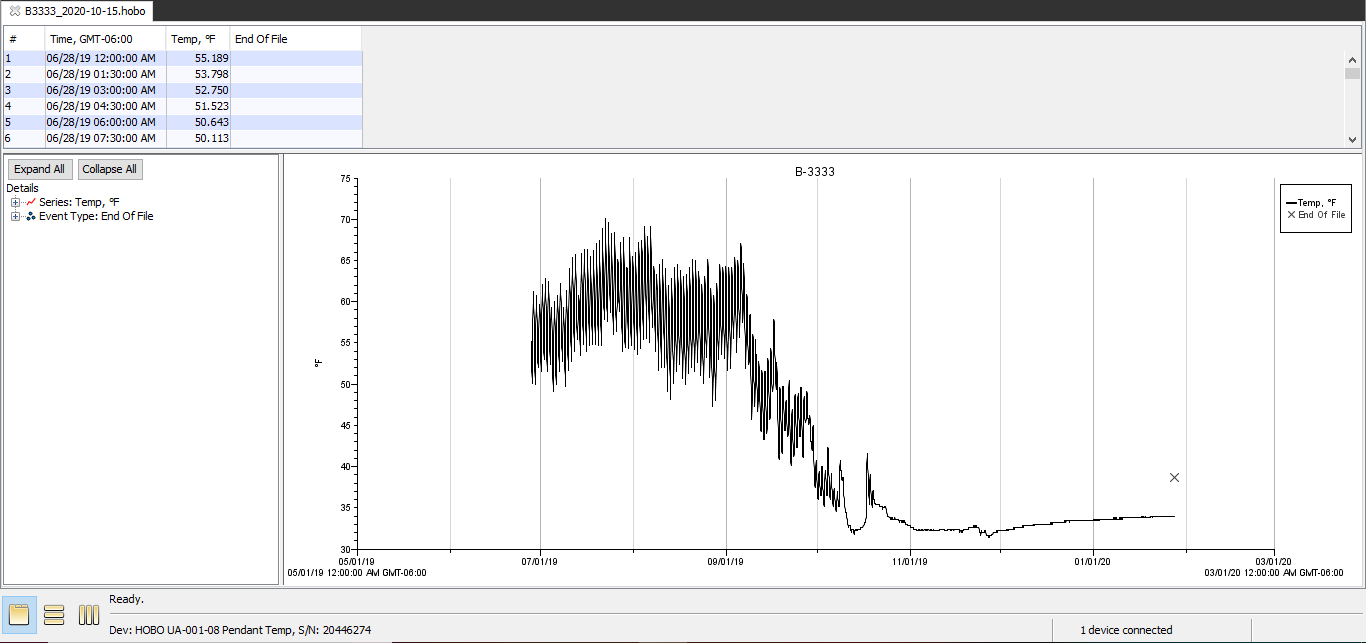 B3333_2020-10-15.hobo
# Time, GMT-06:00 Temp, °F End Of File
1 06/28/19 12:00:00 AM 55.189
2 06/28/19 01:30:00 AM 53.798
3 06/28/19 03:00:00 AM 52.750
4 06/28/19 04:30:00 AM 51.523
5 06/28/19 06:00:00 AM 50.643
6 06/28/19 07:30:00 AM 50.113
Expand All Collapse All
Details
Series: Temp, °F
Event Type: End Of File
B-3333
75
70
65
60
55
50
45
40
35
30
°F
Temp, °F
End Of File
05/01/19 07/01/19 09/01/19 11/01/19 01/01/20 03/01/20
05/01/19 12:00:00 AM GMT-06:00 03/01/20 12:00:00 AM GMT-06:00
Ready.
Dev: HOBO UA-001-08 Pendant Temp, S/N: 20446274 1 device connected